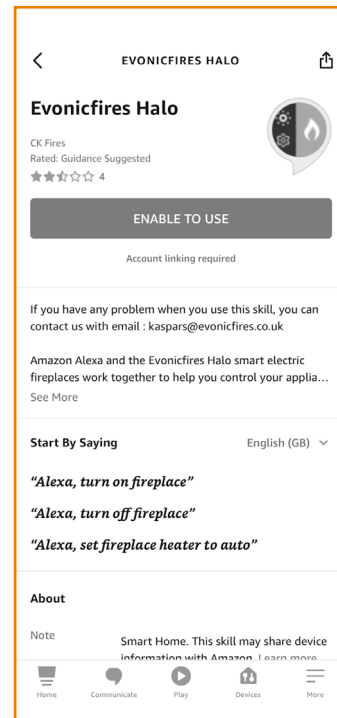 EVONICFIRES HALO
Evonicfires Halo
CK Fires
Rated: Guidance Suggested
4
ENABLE TO USE
Account linking required
If you have any problem when you use this skill, you can
contact us with email : kaspars@evonicfires.co.uk
Amazon Alexa and the Evonicfires Halo smart electric
fireplaces work together to help you control your applia...
See More
Start By Saying English (GB)
“Alexa, turn on fireplace”
“Alexa, turn off fireplace”
“Alexa, set fireplace heater to auto”
About
Note Smart Home. This skill may share device
information with Amazon. Learn more
Home Communicate Play Devices More